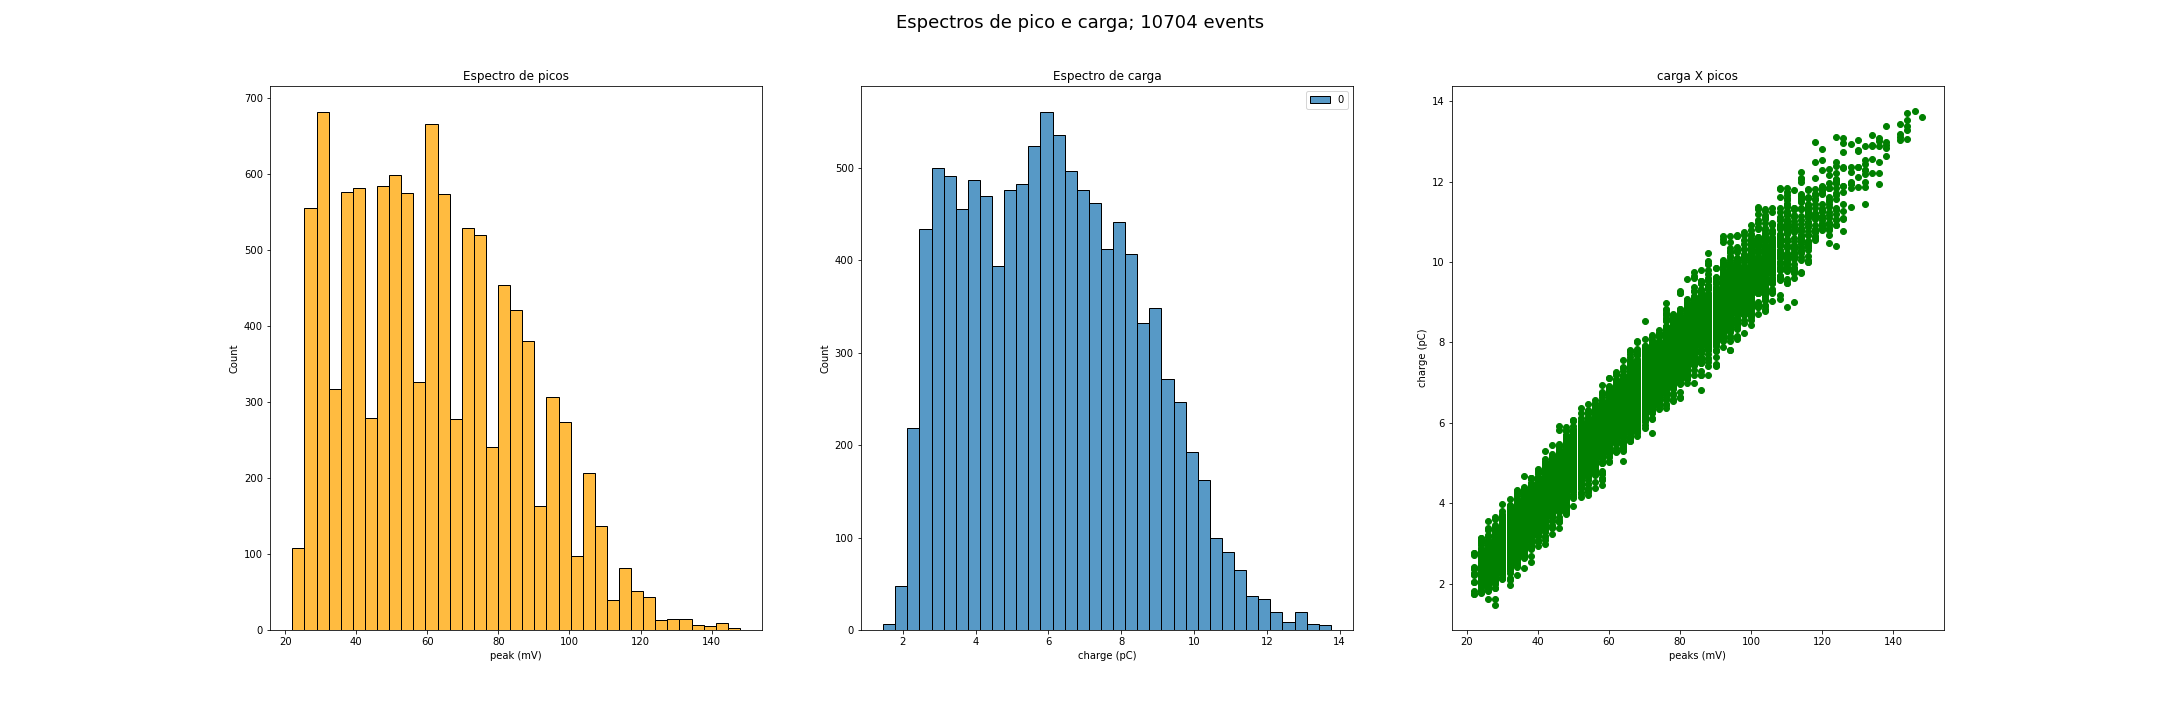 Espectros de pico e carga; 10704 events
Espectro de picos
700
600
500
400
300
200
100
0
Count
20 40 60 80 100 120 140
peak (mV)
Espectro de carga
0
500
400
300
200
100
0
Count
2 4 6 8 10 12 14
charge (pC)
carga X picos
14
12
10
8
6
4
2
charge (pC)
20 40 60 80 100 120 140
peaks (mV)